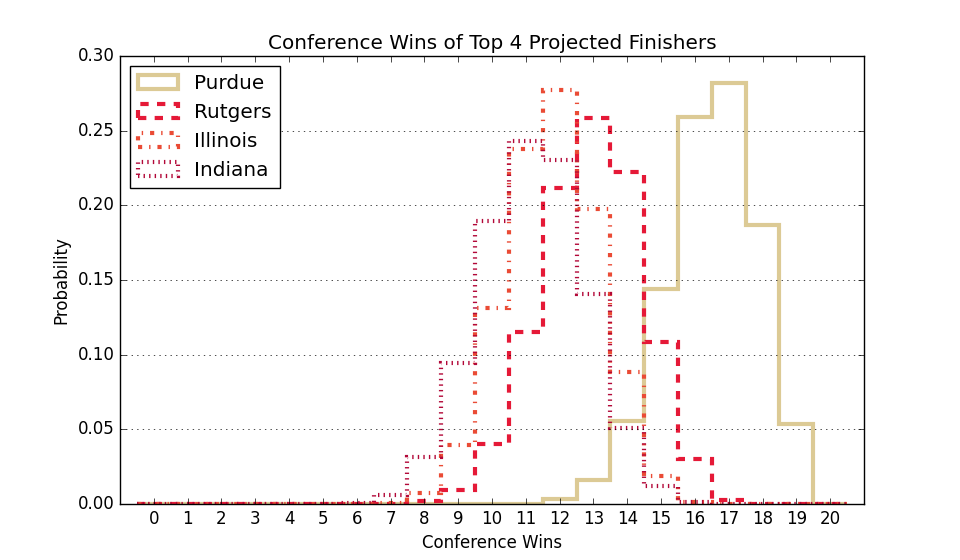 Conference Wins of Top 4 Projected Finishers
0.30
0.25
0.20
0.15
0.10
0.05
0.00
Probability
Purdue
Rutgers
Illinois
Indiana
0 1 2 3 4 5 6 7 8 9 10 11 12 13 14 15 16 17 18 19 20
Conference Wins